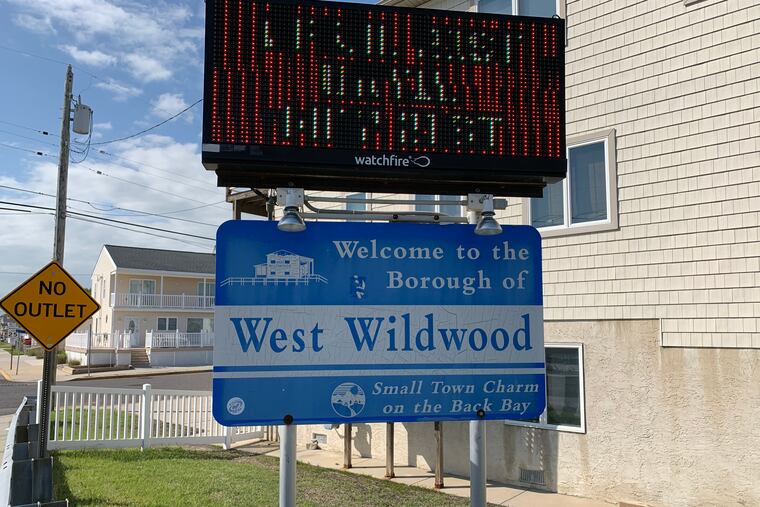 watchfire
Welcome to the
Borough of
West Wildwood
Small Town Charm
on the Back Bay
NO
OUTLET